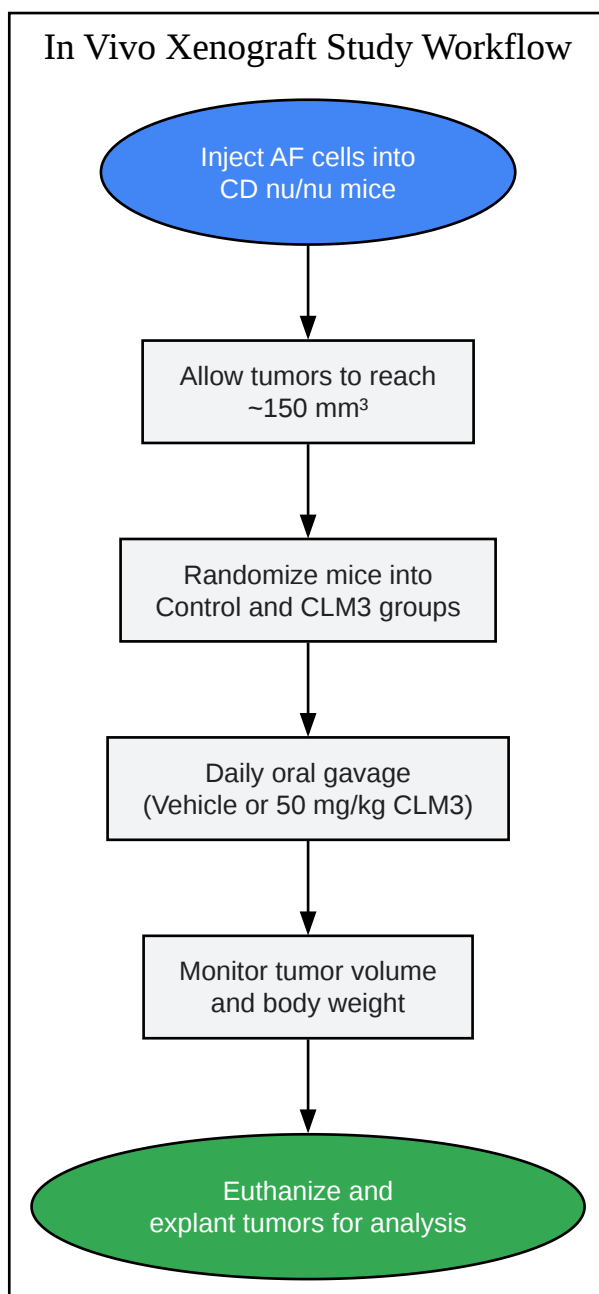 In Vivo Xenograft Study Workflow
Inject AF cells into
CD nu/nu mice
Allow tumors to reach
~150 mm³
Randomize mice into
Control and CLM3 groups
Daily oral gavage
(Vehicle or 50 mg/kg CLM3)
Monitor tumor volume
and body weight
Euthanize and
explant tumors for analysis